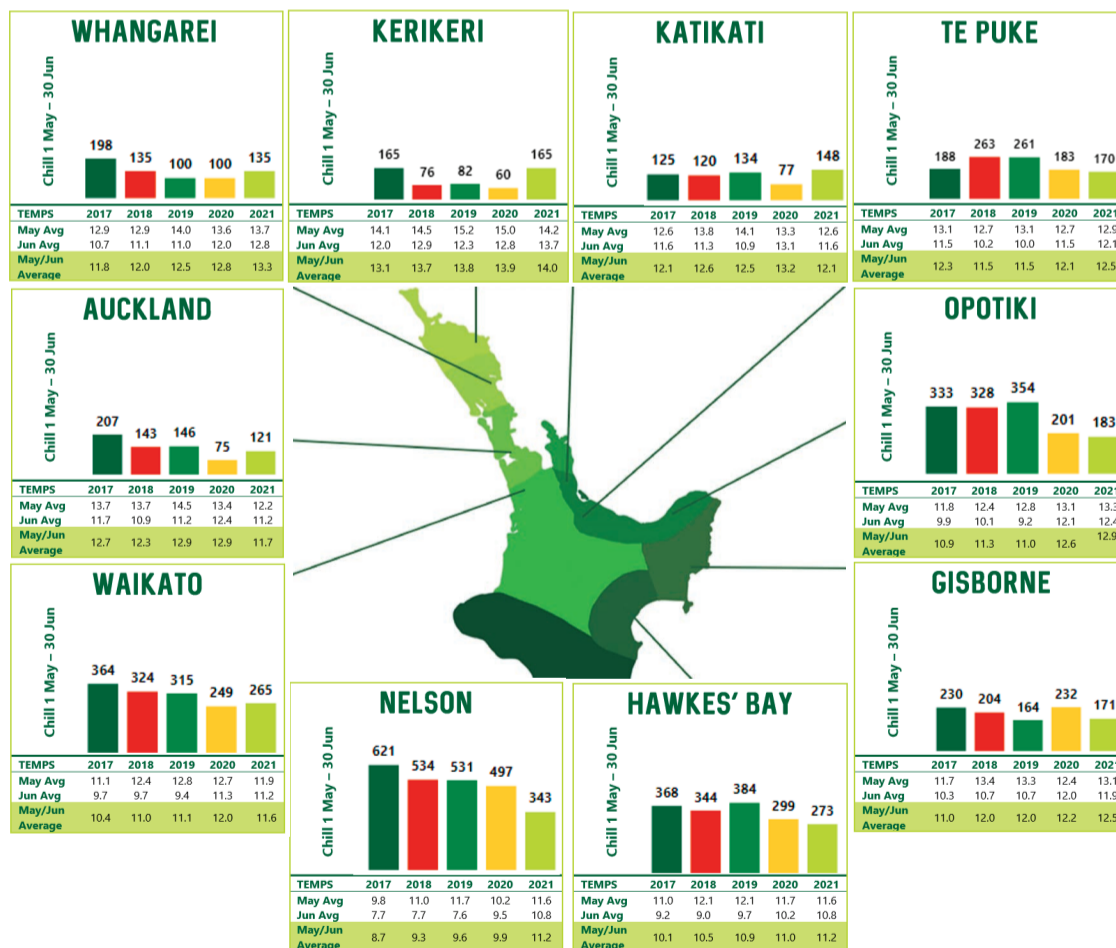 WHANGAREI
Chill 1 May – 30 Jun
198 135 100 100 135
TEMPS 2017 2018 2019 2020 2021
May Avg 12.9 12.9 14.0 13.6 13.7
Jun Avg 10.7 11.1 11.0 12.0 12.8
May/Jun Average 11.8 12.0 12.5 12.8 13.3
KERIKERI
Chill 1 May – 30 Jun
165 76 82 60 165
TEMPS 2017 2018 2019 2020 2021
May Avg 14.1 14.5 15.2 15.0 14.2
Jun Avg 12.0 12.9 12.3 12.8 13.7
May/Jun Average 13.1 13.7 13.8 13.9 14.0
KATIKATI
Chill 1 May – 30 Jun
125 120 134 77 148
TEMPS 2017 2018 2019 2020 2021
May Avg 12.6 13.8 14.1 13.3 12.6
Jun Avg 11.6 11.3 10.9 13.1 11.6
May/Jun Average 12.1 12.6 12.5 13.2 12.1
TE PUKE
Chill 1 May – 30 Jun
188 263 261 183 170
TEMPS 2017 2018 2019 2020 2021
May Avg 13.1 12.7 13.1 12.7 12.9
Jun Avg 11.5 10.2 10.0 11.5 12.1
May/Jun Average 12.3 11.5 11.5 12.1 12.5
AUCKLAND
Chill 1 May – 30 Jun
207 143 146 75 121
TEMPS 2017 2018 2019 2020 2021
May Avg 13.7 13.7 14.5 13.4 12.2
Jun Avg 11.7 10.9 11.2 12.4 11.2
May/Jun Average 12.7 12.3 12.9 12.9 11.7
OPOTIKI
Chill 1 May – 30 Jun
333 328 354 201 183
TEMPS 2017 2018 2019 2020 2021
May Avg 11.8 12.4 12.8 13.1 13.3
Jun Avg 9.9 10.1 9.2 12.1 12.4
May/Jun Average 10.9 11.3 11.0 12.6 12.9
WAIKATO
Chill 1 May – 30 Jun
364 324 315 249 265
TEMPS 2017 2018 2019 2020 2021
May Avg 11.1 12.4 12.8 12.7 11.9
Jun Avg 9.7 9.7 9.4 11.3 11.2
May/Jun Average 10.4 11.0 11.1 12.0 11.6
GISBORNE
Chill 1 May – 30 Jun
230 204 164 232 171
TEMPS 2017 2018 2019 2020 2021
May Avg 11.7 13.4 13.3 12.4 13.1
Jun Avg 10.3 10.7 10.7 12.0 11.9
May/Jun Average 11.0 12.0 12.0 12.2 12.5
NELSON
Chill 1 May – 30 Jun
621 534 531 497 343
TEMPS 2017 2018 2019 2020 2021
May Avg 9.8 11.0 11.7 10.2 11.6
Jun Avg 7.7 7.7 7.6 9.5 10.8
May/Jun Average 8.7 9.3 9.6 9.9 11.2
HAWKES' BAY
Chill 1 May – 30 Jun
368 344 384 299 273
TEMPS 2017 2018 2019 2020 2021
May Avg 11.0 12.1 12.1 11.7 11.6
Jun Avg 9.2 9.0 9.7 10.2 10.8
May/Jun Average 10.1 10.5 10.9 11.0 11.2